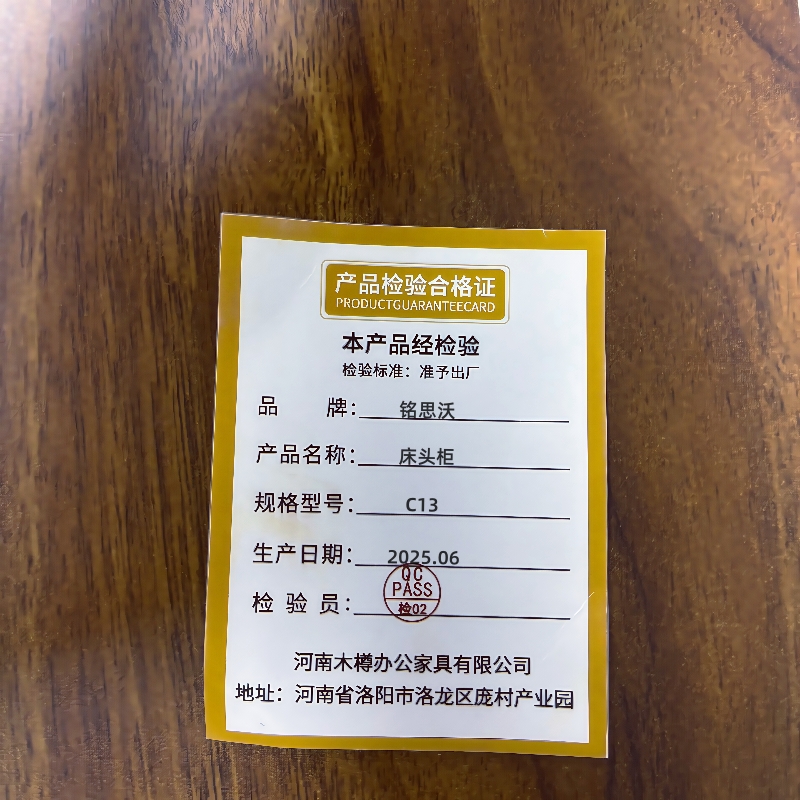 产品检验合格证
PRODUCTGUARANTEECARD
本产品经检验
检验标准：准予出厂
品 牌：铭思沃
产品名称：床头柜
规格型号：C13
生产日期：2025.06
QC
PASS
检验员：检02
河南木樽办公家具有限公司
地址：河南省洛阳市洛龙区庞村产业园